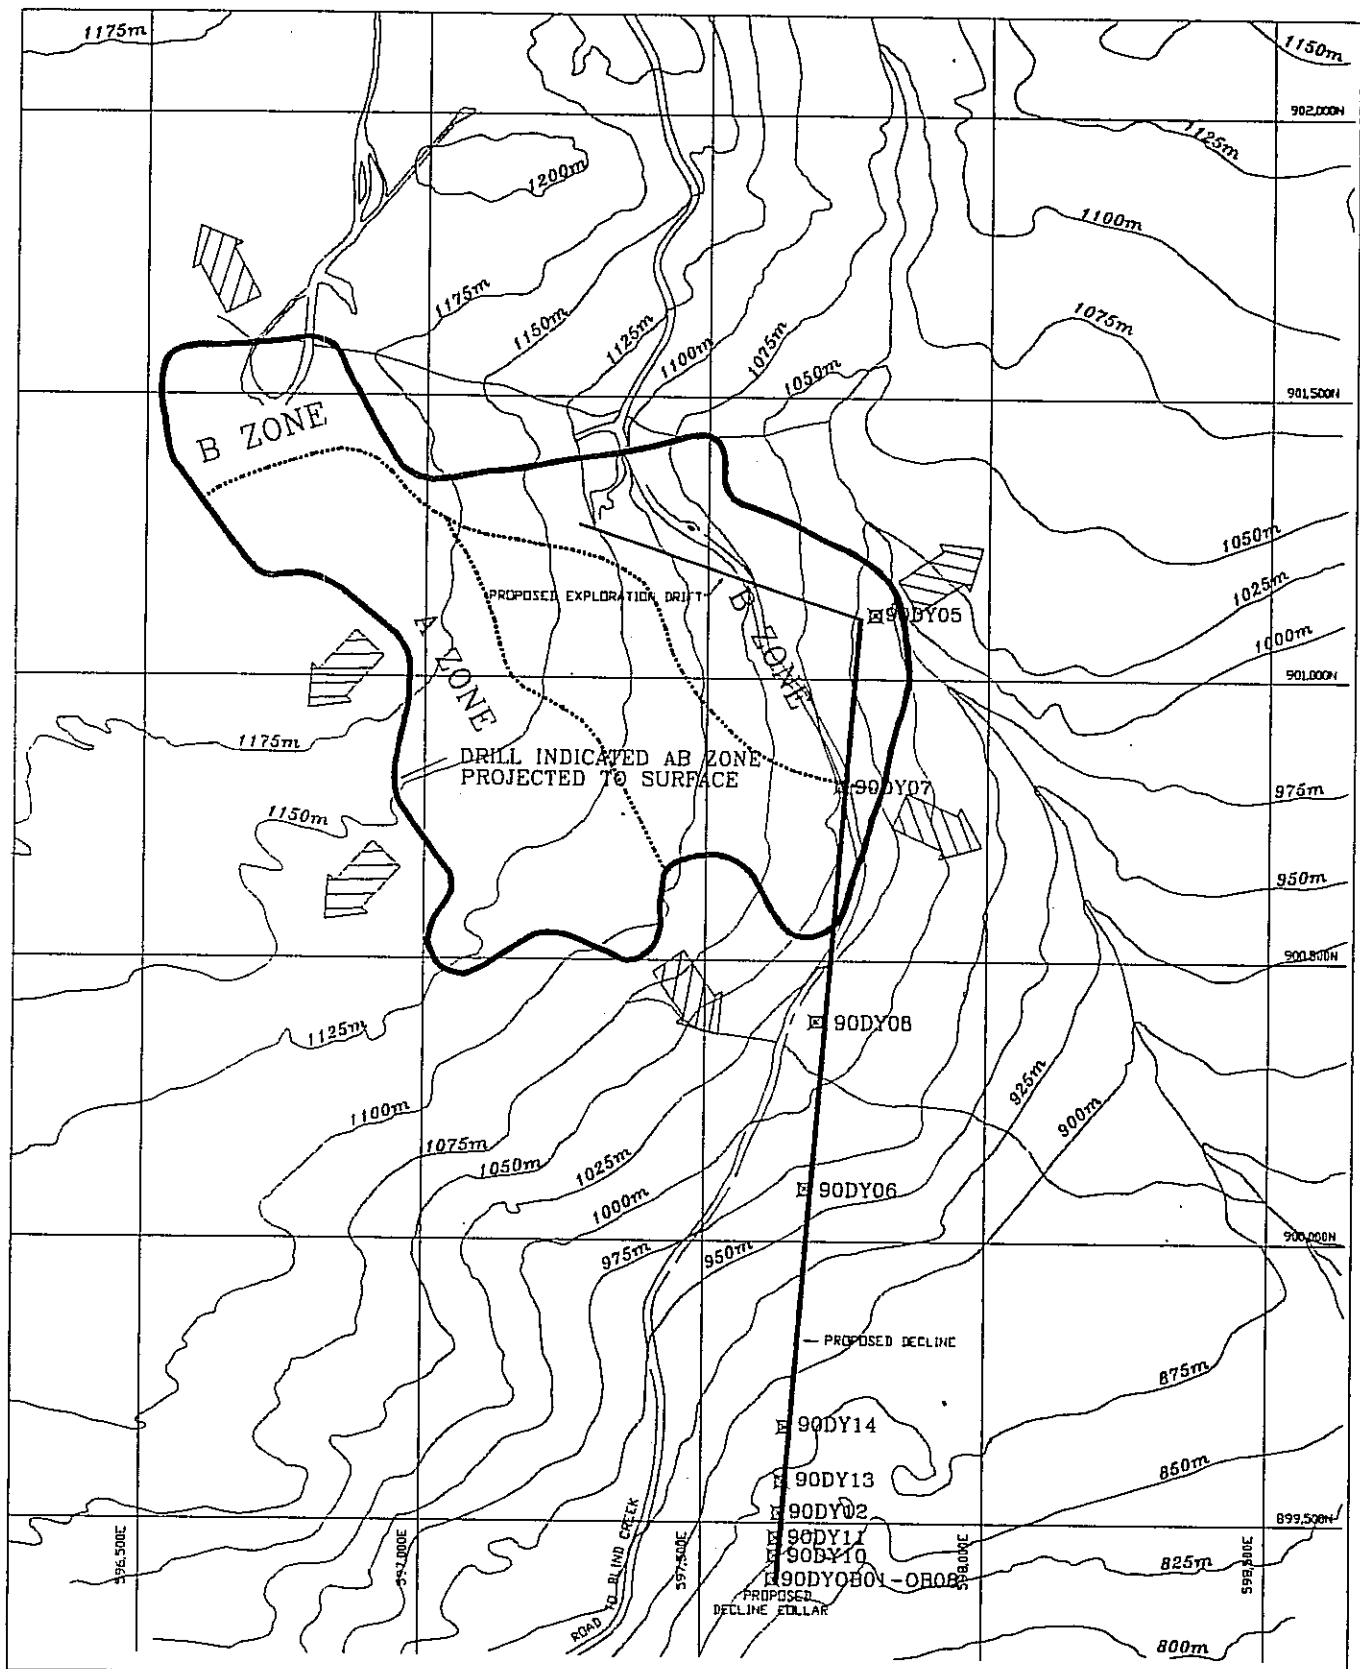 1175m
1150m
902,000N
1125m
1200m
1100m
1175m
1150m
1125m
1100m
1075m
1050m
1075m
901,500N
B ZONE
1050m
1025m
1000m
PROPOSED EXPLORATION DRIFT
B ZONE
90DY05
A ZONE
901,000N
1175m
DRILL INDICATED AB ZONE
PROJECTED TO SURFACE
90DY07
975m
1150m
950m
900,500N
1125m
90DY08
925m
900m
1100m
1075m
1050m
1025m
1000m
90DY06
975m
950m
900,000N
PROPOSED DECLINE
875m
90DY14
850m
90DY13
90DY12
899,500N
90DY11
90DY10
825m
90DYOB01-OB08
PROPOSED
DECLINE COLLAR
ROAD TO BLIND CREEK
596,500E
597,000E
597,500E
598,000E
598,500E
800m